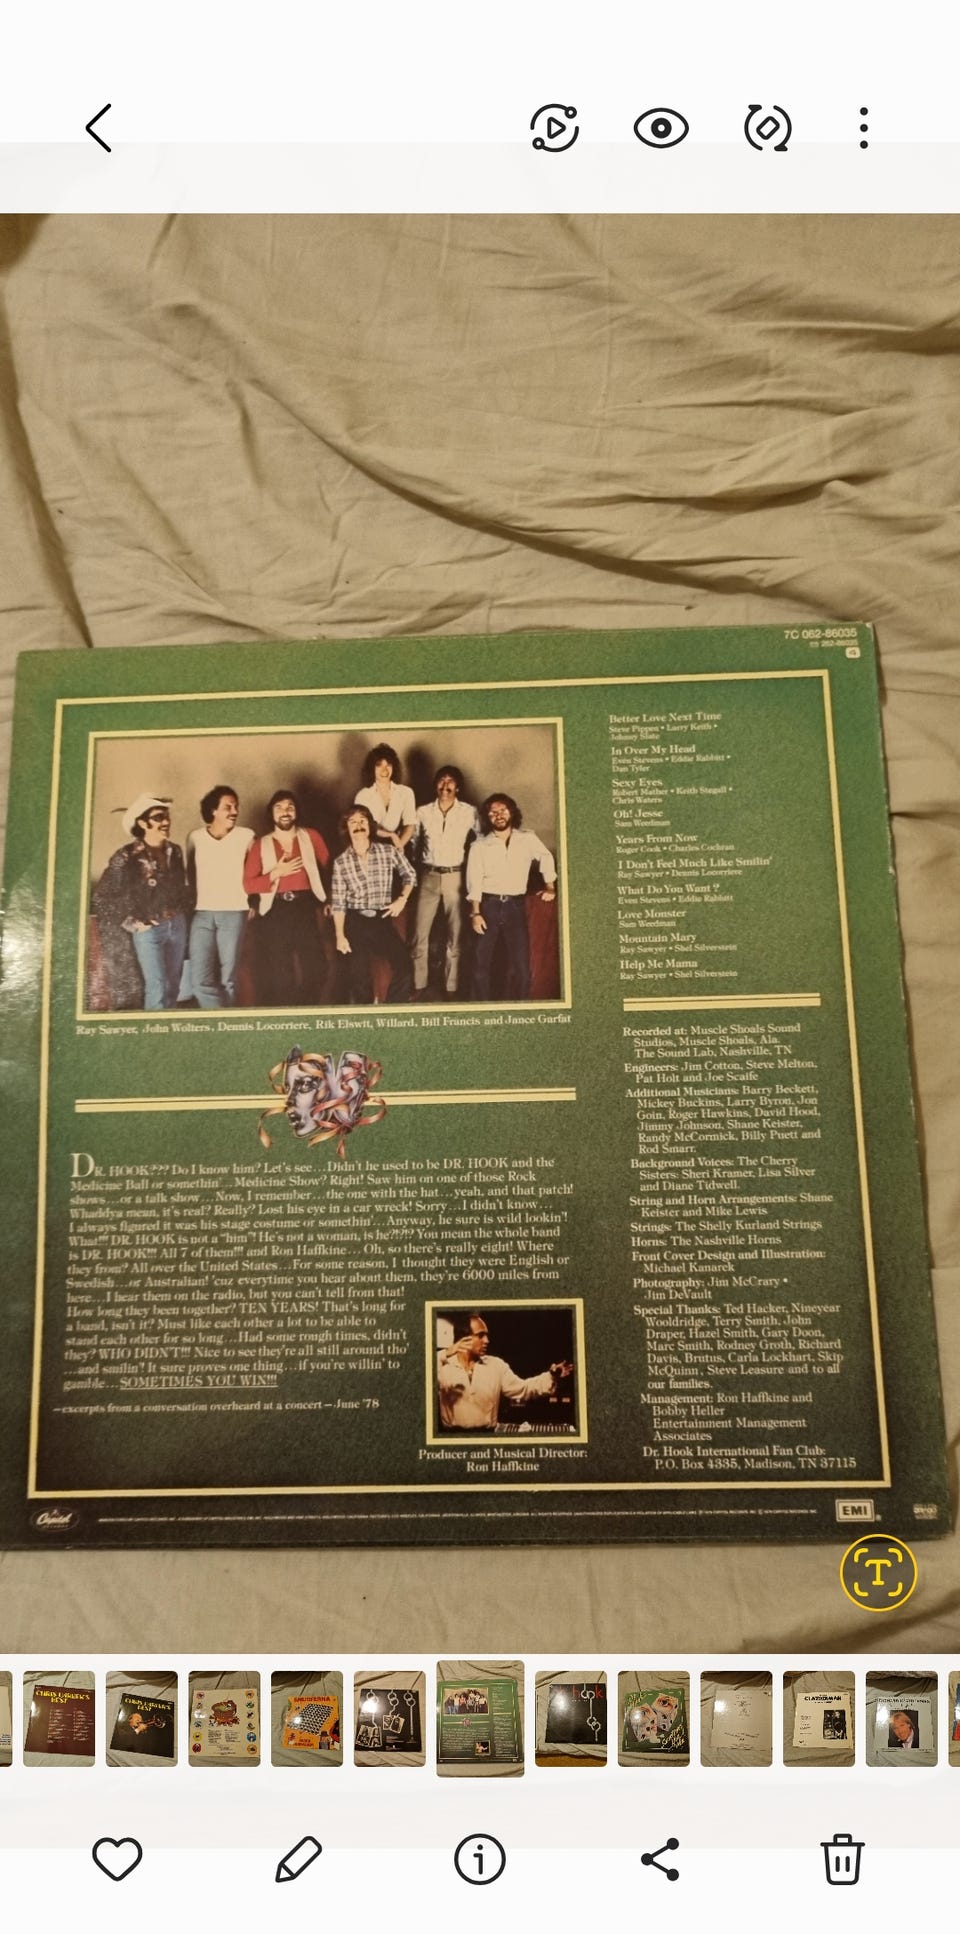 7C 062-86035
Better Love Next Time
Steve Pippen • Larry Keith •
Johnny Slate
In Over My Head
Even Stevens • Eddie Rabbitt •
Dan Tyler
Sexy Eyes
Robert Mather • Keith Stegall •
Chris Waters
Oh! Jesse
Sam Weedman
Years From Now
Roger Cook • Charles Cochran
I Don't Feel Much Like Smilin'
Ray Sawyer • Dennis Locorriere
What Do You Want ?
Even Stevens • Eddie Rabbitt
Love Monster
Sam Weedman
Mountain Mary
Ray Sawyer • Shel Silverstein
Help Me Mama
Ray Sawyer • Shel Silverstein
Ray Sawyer, John Wolters, Dennis Locorriere, Rik Elswit, Willard, Bill Francis and Jance Garfat
DR. HOOK??? Do I know him? Let's see...Didn't he used to be DR. HOOK and the
Medicine Ball or somethin'...Medicine Show? Right! Saw him on one of those Rock
shows...or a talk show...Now, I remember...the one with the hat...yeah, and that patch!
Whaddya mean, it's real? Really? Lost his eye in a car wreck! Sorry...I didn't know...
I always figured it was his stage costume or somethin'...Anyway, he sure is wild lookin'!
What!!! DR. HOOK is not a "him"! He's not a woman, is he?!?!? You mean the whole band
is DR. HOOK!!! All 7 of them!!! and Ron Haffkine... Oh, so there's really eight! Where
they from? All over the United States...For some reason, I thought they were English or
Swedish...or Australian! 'cuz everytime you hear about them, they're 6000 miles from
here...I hear them on the radio, but you can't tell from that!
How long they been together? TEN YEARS! That's long for
a band, isn't it? Must like each other a lot to be able to
stand each other for so long...Had some rough times, didn't
they? WHO DIDN'T!!! Nice to see they're all still around tho'
...and smilin'! It sure proves one thing...if you're willin' to
gamble...SOMETIMES YOU WIN!!!
—excerpts from a conversation overheard at a concert—June '78
Producer and Musical Director:
Ron Haffkine
Recorded at: Muscle Shoals Sound
Studios, Muscle Shoals, Ala.
The Sound Lab, Nashville, TN
Engineers: Jim Cotton, Steve Melton,
Pat Holt and Joe Scaife
Additional Musicians: Barry Beckett,
Mickey Buckins, Larry Byrom, Jon
Goin, Roger Hawkins, David Hood,
Jimmy Johnson, Shane Keister,
Randy McCormick, Billy Puett and
Rod Smarr.
Background Voices: The Cherry
Sisters: Sheri Kramer, Lisa Silver
and Diane Tidwell.
String and Horn Arrangements: Shane
Keister and Mike Lewis
Strings: The Shelly Kurland Strings
Horns: The Nashville Horns
Front Cover Design and Illustration:
Michael Kanarek
Photography: Jim McCrary •
Jim DeVault
Special Thanks: Ted Hacker, Nineyear
Wooldridge, Terry Smith, John
Draper, Hazel Smith, Gary Doon,
Marc Smith, Rodney Groth, Richard
Davis, Brutus, Carla Lockhart, Skip
McQuinn, Steve Leasure and to all
our families.
Management: Ron Haffkine and
Bobby Heller
Entertainment Management
Associates
Dr. Hook International Fan Club:
P.O. Box 4335, Madison, TN 37115
Capitol
EMI
T